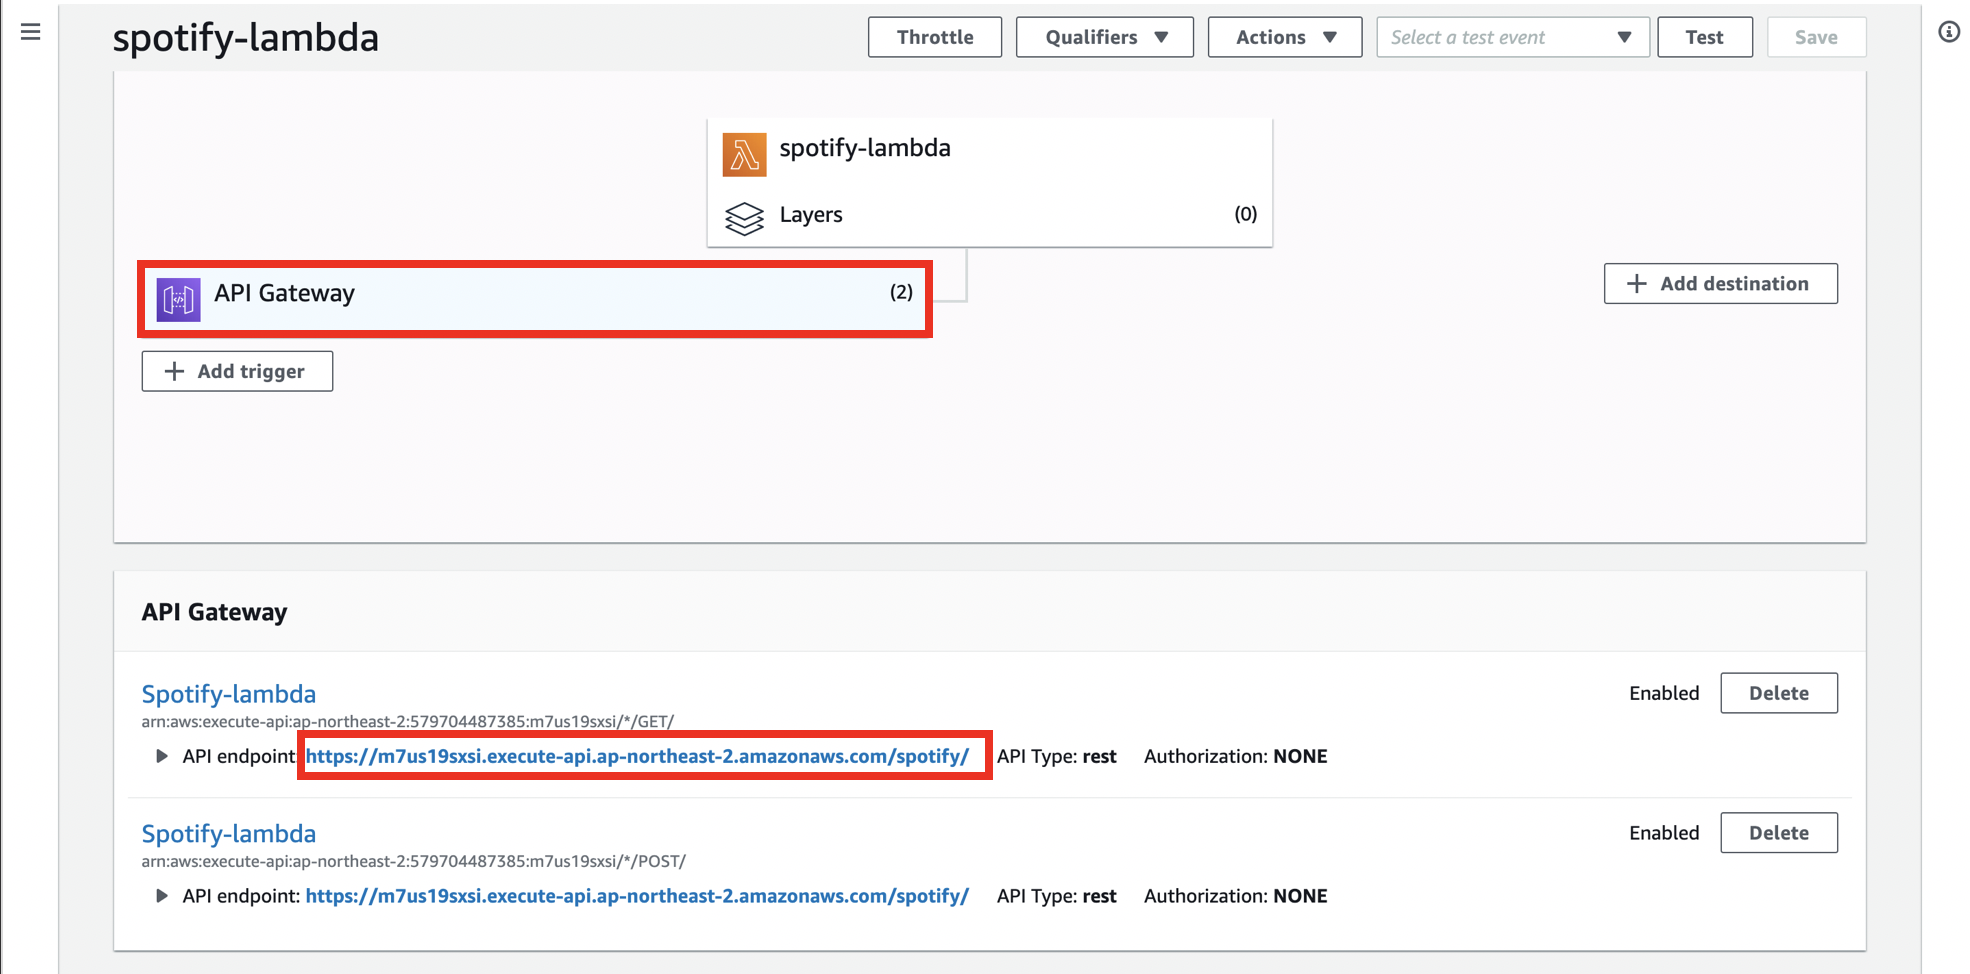 spotify-lambda
Throttle Qualifiers Actions Select a test event Test Save
spotify-lambda
Layers (0)
API Gateway (2)
Add destination
Add trigger
API Gateway
Spotify-lambda Enabled Delete
arn:aws:execute-api:ap-northeast-2:579704487385:m7us19sxsi/*/GET/
API endpoint: https://m7us19sxsi.execute-api.ap-northeast-2.amazonaws.com/spotify/ API Type: rest Authorization: NONE
Spotify-lambda Enabled Delete
arn:aws:execute-api:ap-northeast-2:579704487385:m7us19sxsi/*/POST/
API endpoint: https://m7us19sxsi.execute-api.ap-northeast-2.amazonaws.com/spotify/ API Type: rest Authorization: NONE